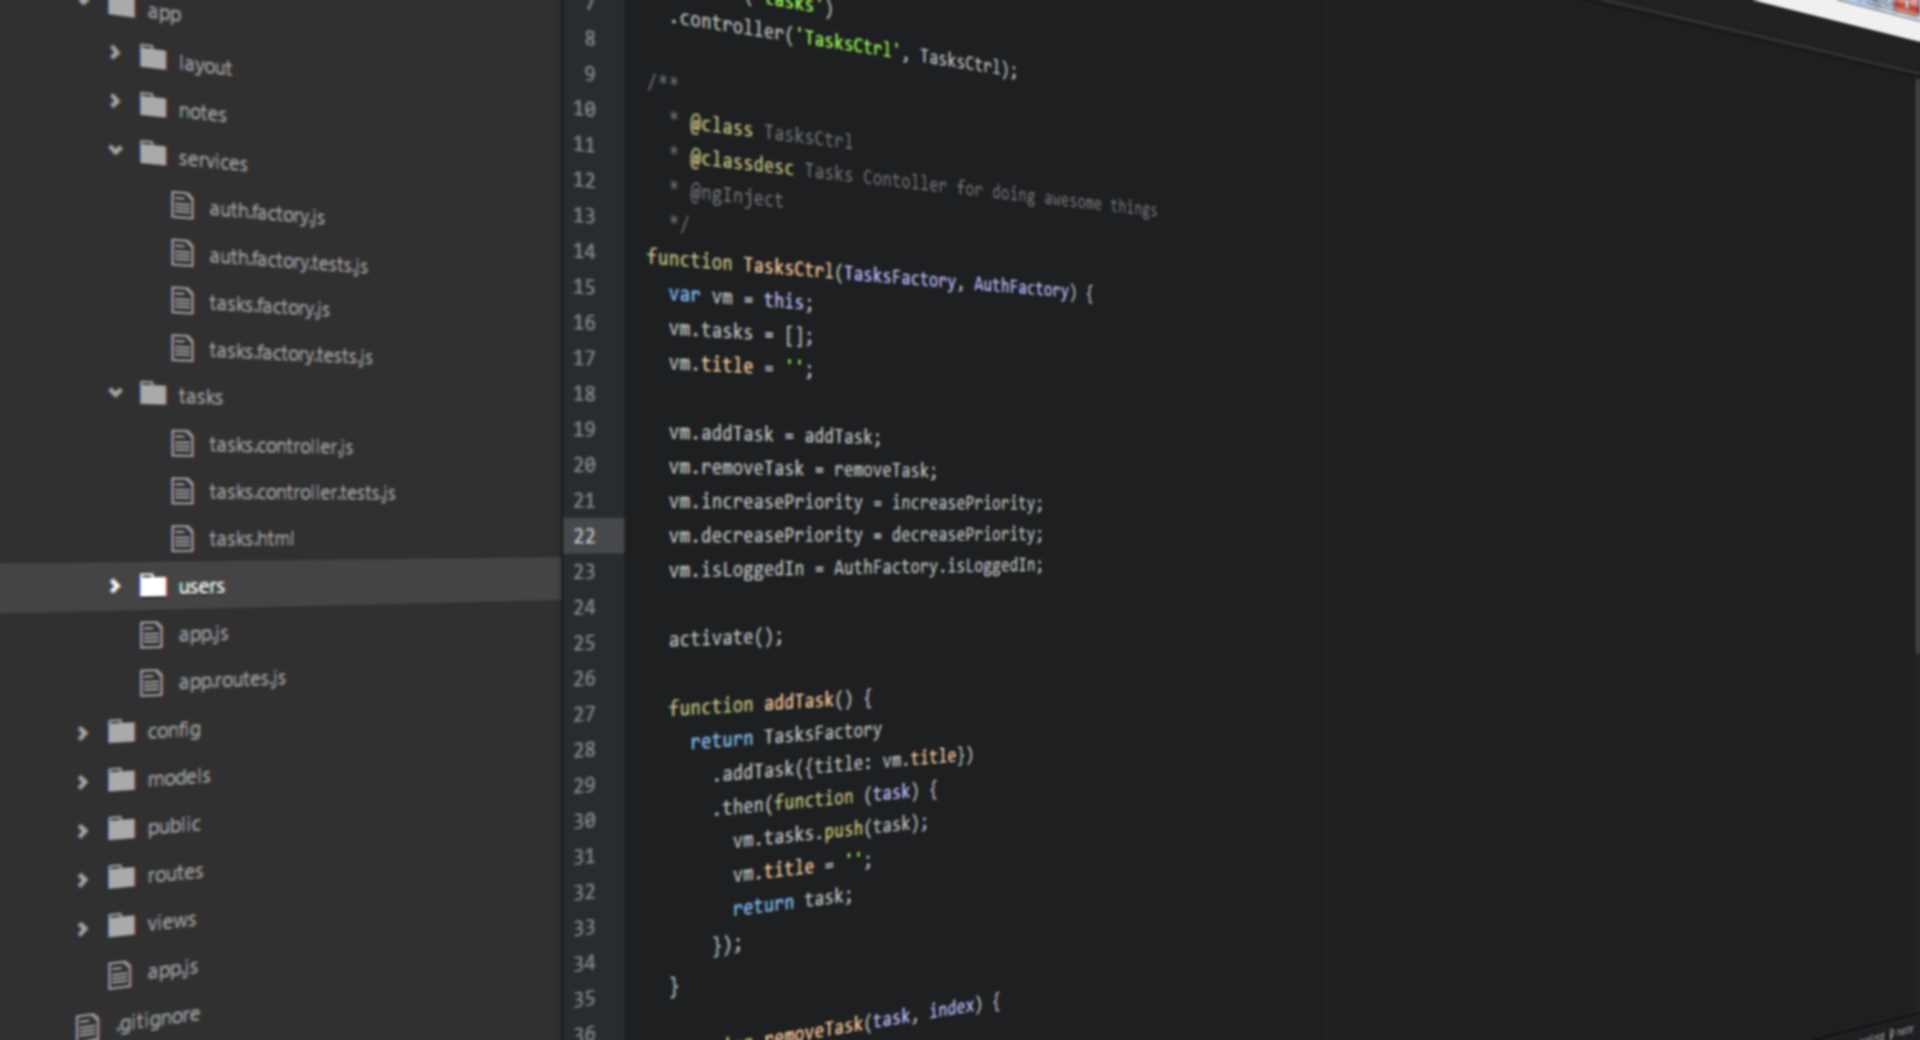 app
layout
notes
services
auth.factory.js
auth.factory.tests.js
tasks.factory.js
tasks.factory.tests.js
tasks
tasks.controller.js
tasks.controller.tests.js
tasks.html
users
app.js
app.routes.js
config
models
public
routes
views
app.js
.gitignore
('tasks')
7 .controller('TasksCtrl', TasksCtrl);
8
9 /**
10 * @class TasksCtrl
11 * @classdesc Tasks Contoller for doing awesome things
12 * @ngInject
13 */
14 function TasksCtrl(TasksFactory, AuthFactory) {
15 var vm = this;
16 vm.tasks = [];
17 vm.title = '';
18
19 vm.addTask = addTask;
20 vm.removeTask = removeTask;
21 vm.increasePriority = increasePriority;
22 vm.decreasePriority = decreasePriority;
23 vm.isLoggedIn = AuthFactory.isLoggedIn;
24
25 activate();
26
27 function addTask() {
28 return TasksFactory
29 .addTask({title: vm.title})
30 .then(function (task) {
31 vm.tasks.push(task);
32 vm.title = '';
33 return task;
34 });
35 }
36 removeTask(task, index) {